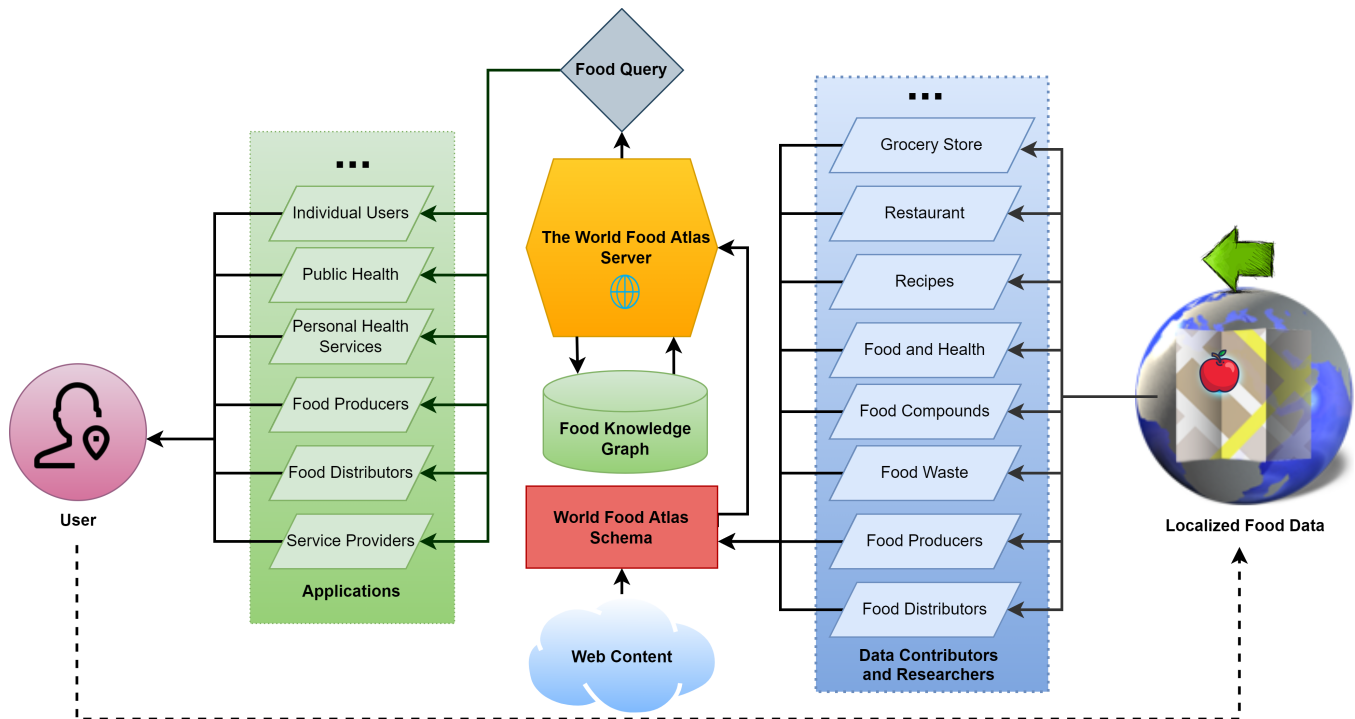 Food Query
...
Individual Users
Public Health
Personal Health
Services
Food Producers
Food Distributors
Service Providers
Applications
User
The World Food Atlas
Server
Food Knowledge
Graph
World Food Atlas
Schema
Web Content
...
Grocery Store
Restaurant
Recipes
Food and Health
Food Compounds
Food Waste
Food Producers
Food Distributors
Data Contributors
and Researchers
Localized Food Data